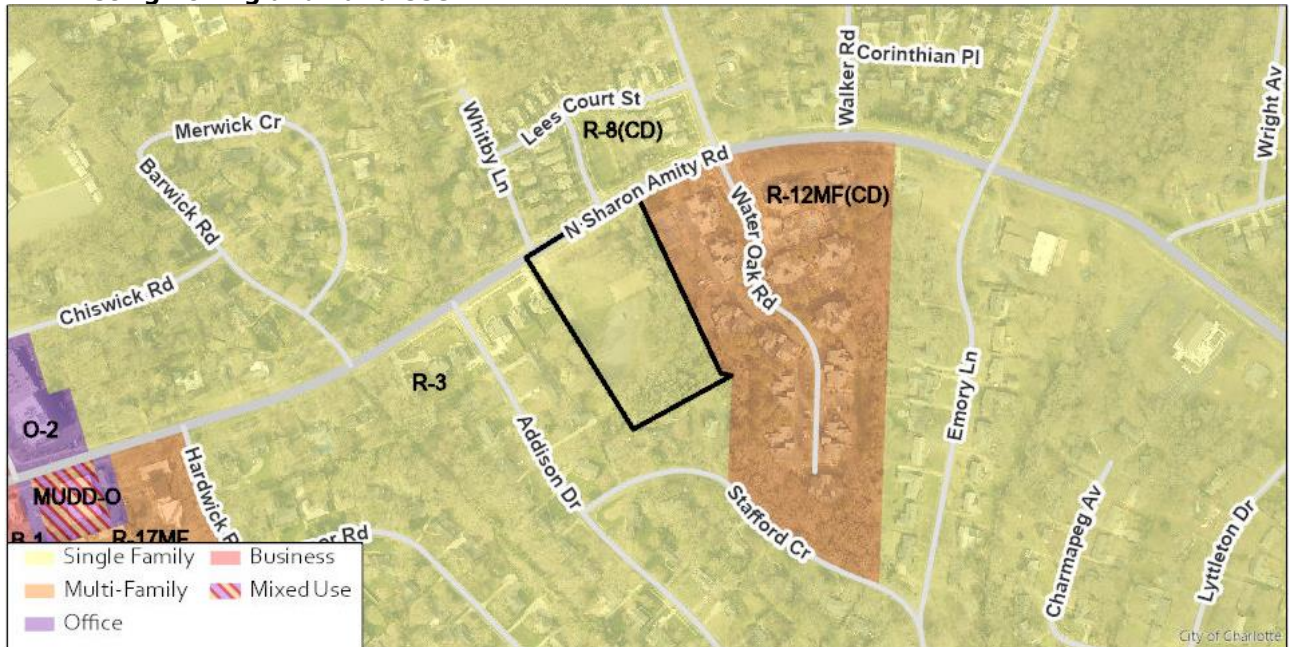 Corinthian Pl
Walker Rd
Wright Av
Lees Court St
R-8(CD)
Merwick Cr
Whitby Ln
Barwick Rd
N Sharon Amity Rd
R-12MF(CD)
Water Oak Rd
Chiswick Rd
R-3
Emory Ln
O-2
Addison Dr
Hardwick
MUDD-O
Stafford Cr
B-1
R-17MF
Rd
Charmapeg Av
Lyttleton Dr
Single Family
Business
Multi-Family
Mixed Use
Office
City of Charlotte